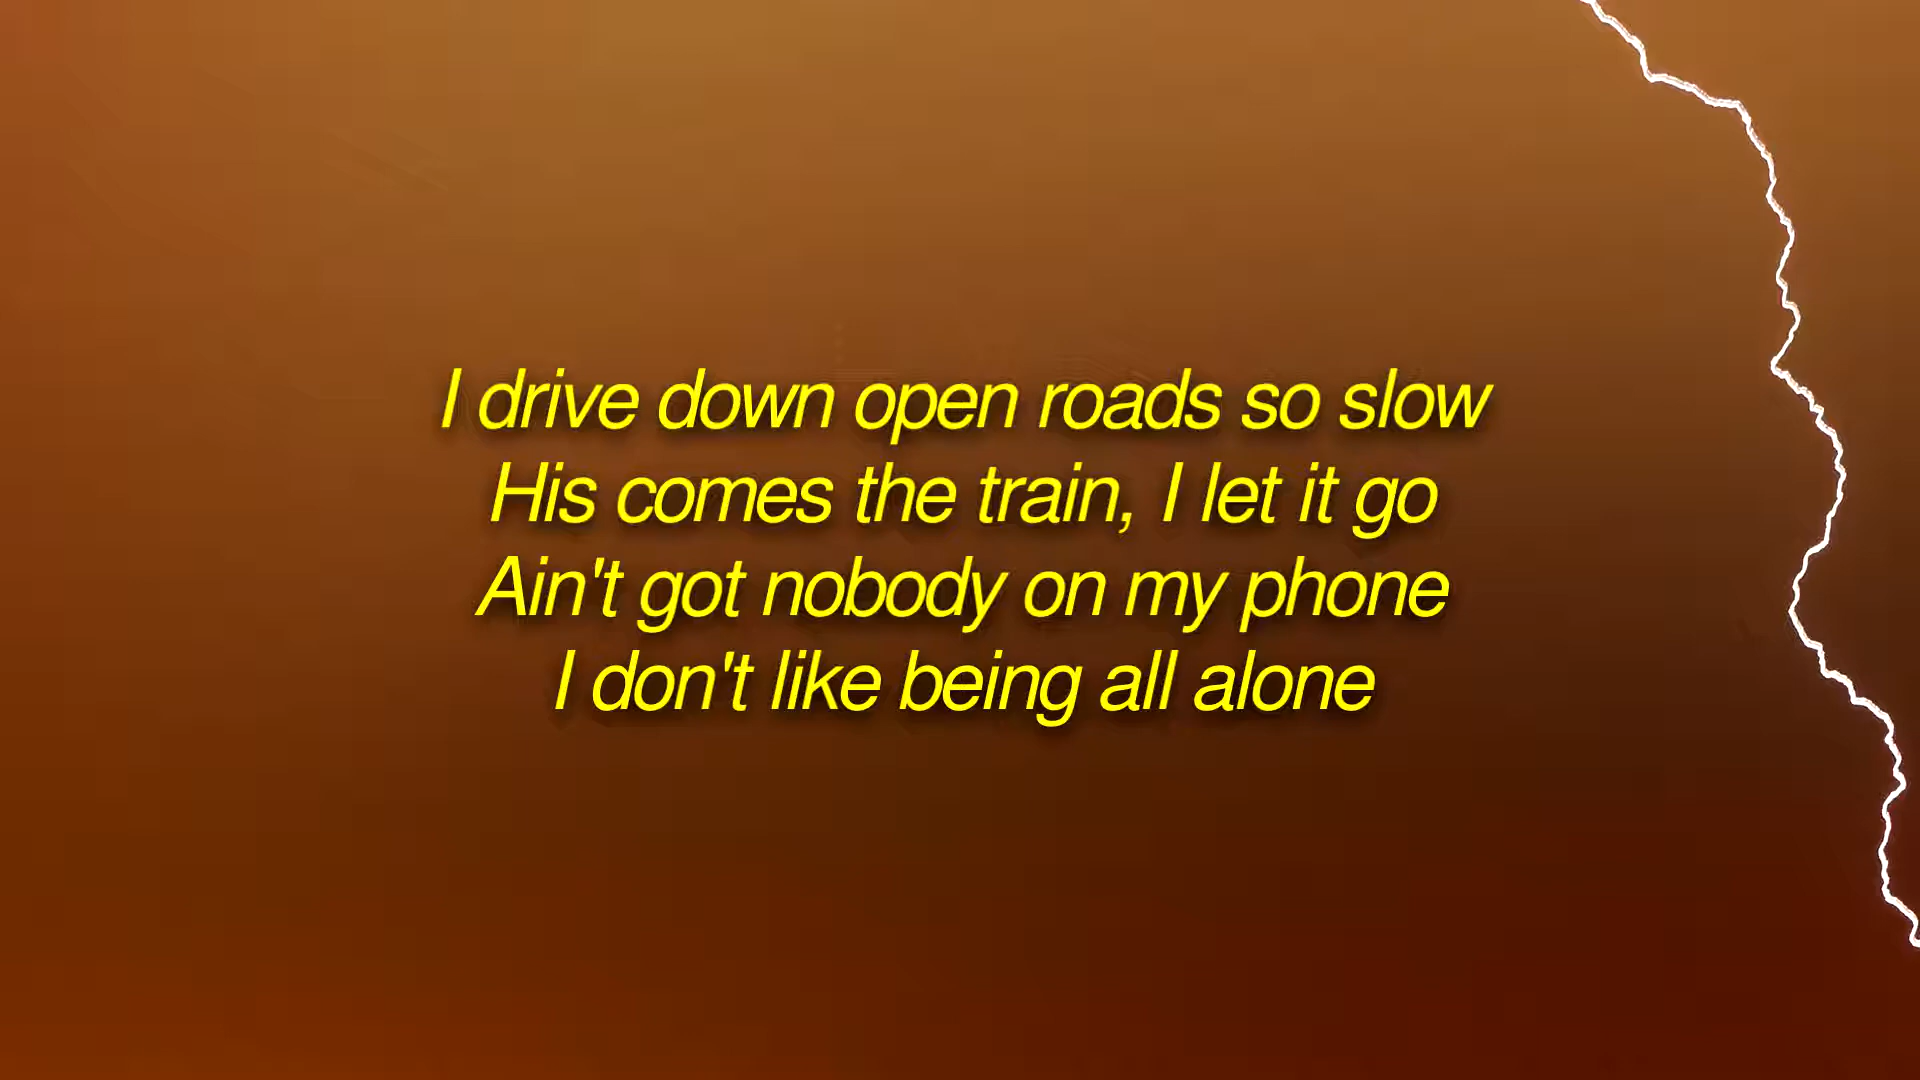 I drive down open roads so slow
His comes the train, I let it go
Ain't got nobody on my phone
I don't like being all alone